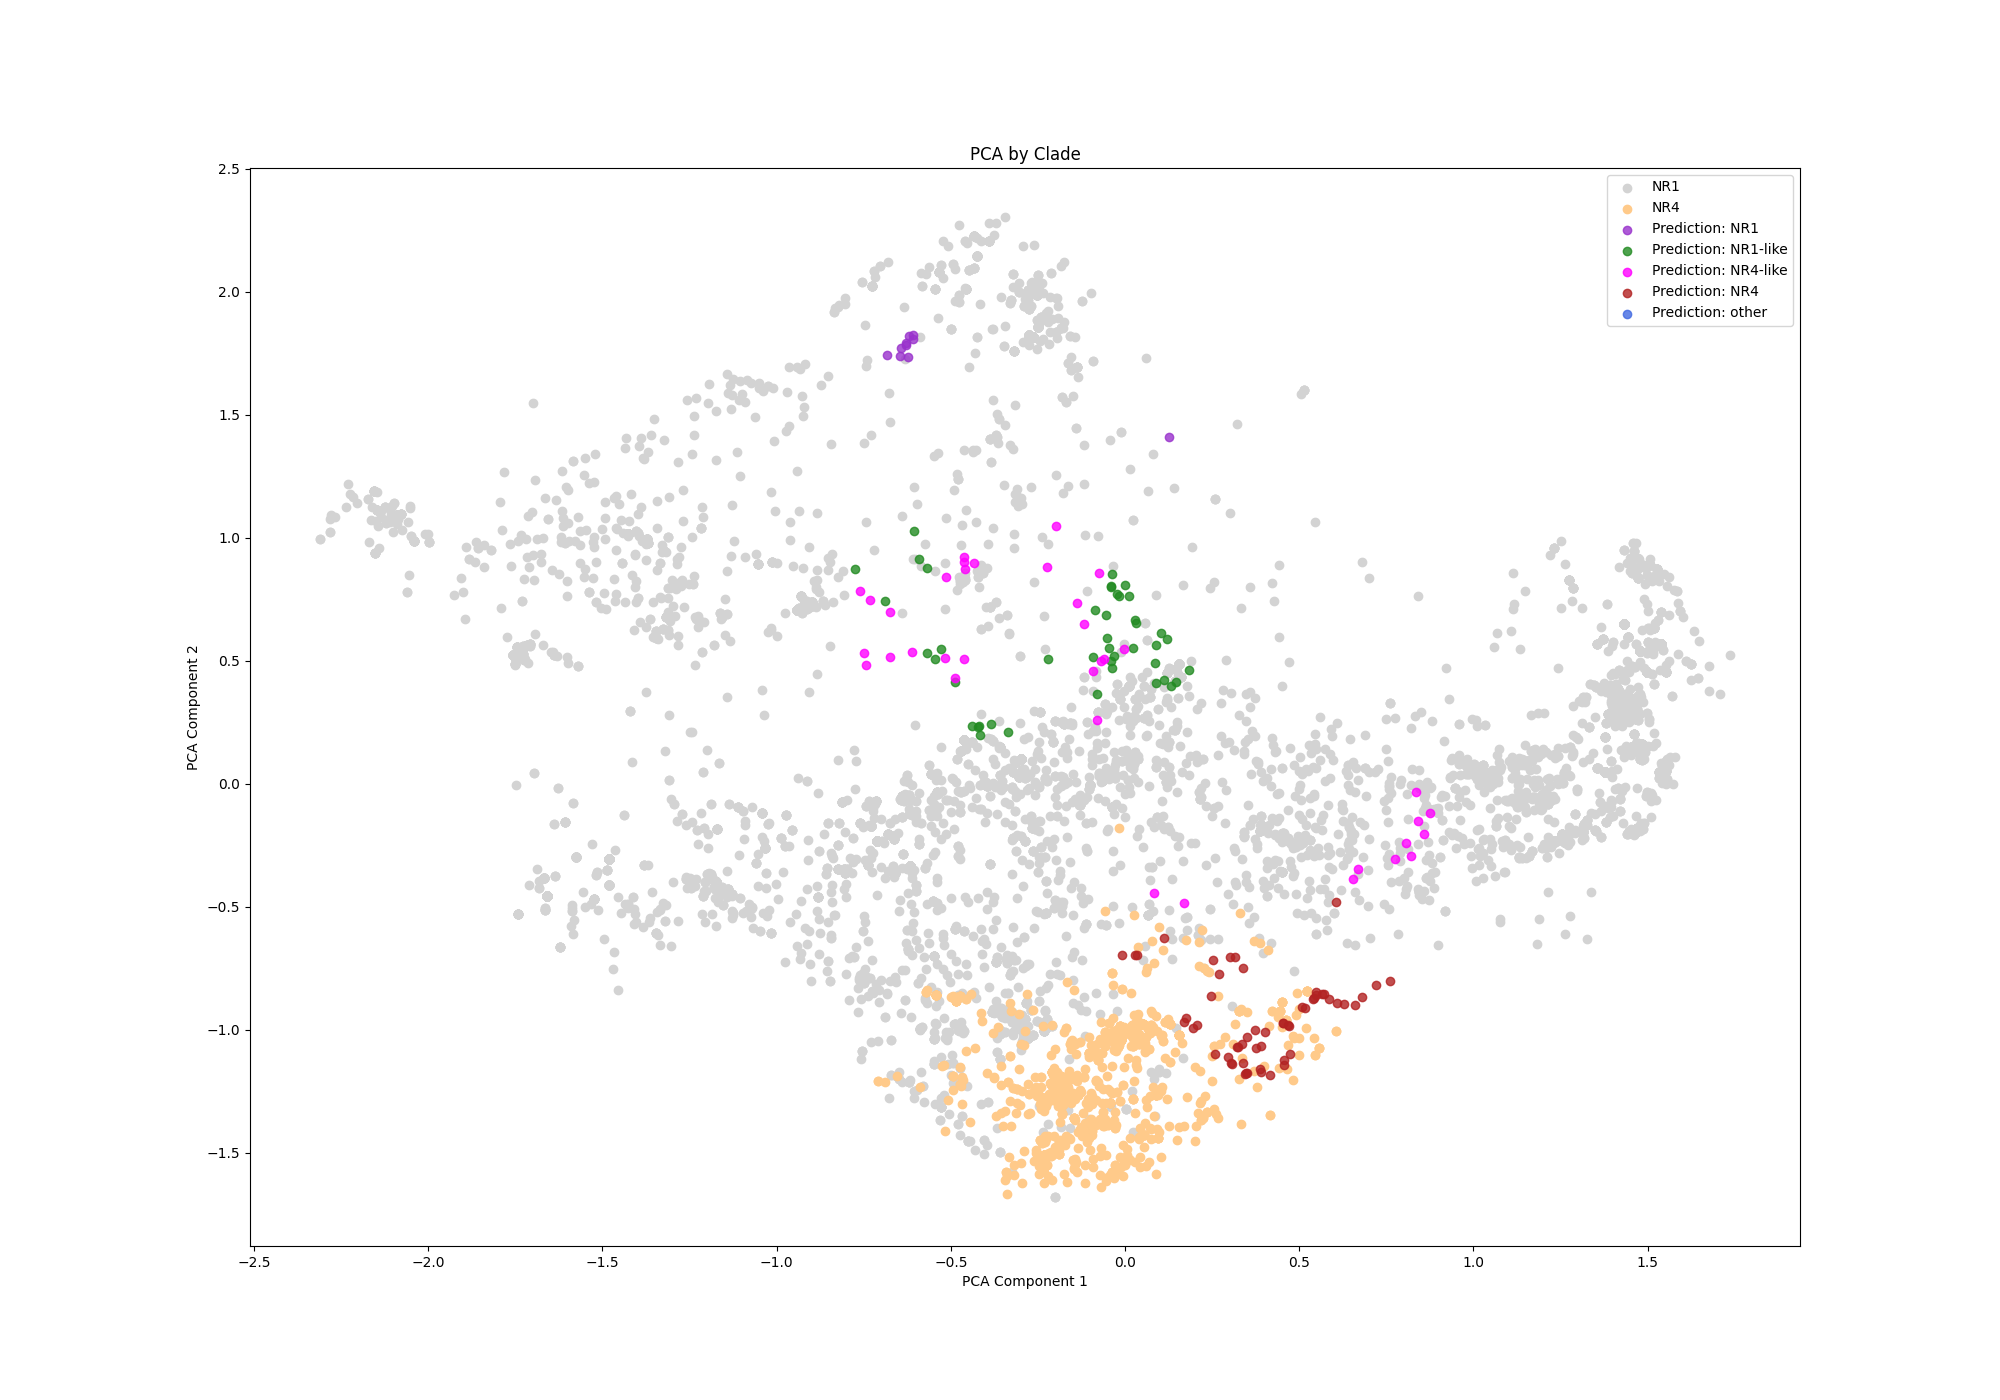 PCA by Clade
NR1
NR4
Prediction: NR1
Prediction: NR1-like
Prediction: NR4-like
Prediction: NR4
Prediction: other
2.5
2.0
1.5
1.0
0.5
0.0
−0.5
−1.0
−1.5
PCA Component 2
−2.5
−2.0
−1.5
−1.0
−0.5
0.0
0.5
1.0
1.5
PCA Component 1